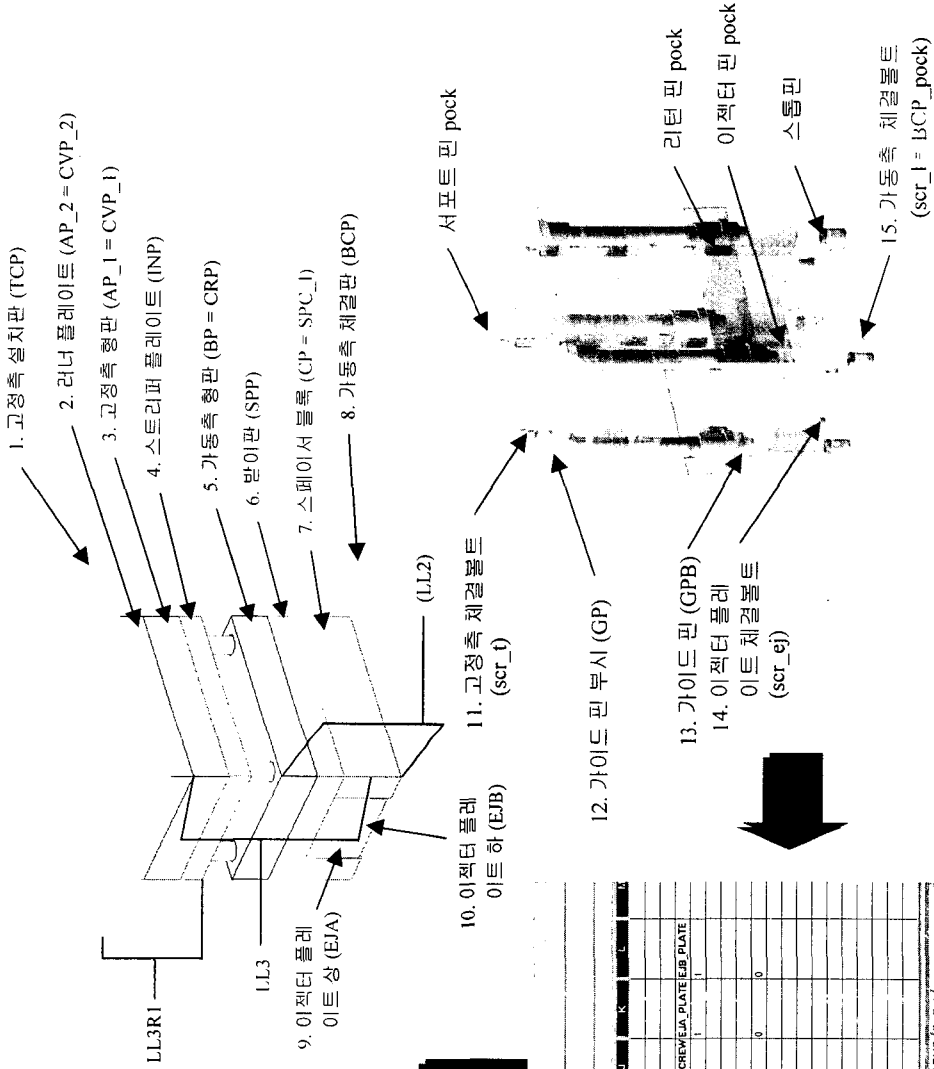 1. 고정측 설치판 (TCP)
2. 러너 플레이트 (AP_2 = CVP_2)
3. 고정측 형판 (AP_1 = CVP_1)
4. 스트리퍼 플레이트 (INP)
5. 가동측 형판 (BP = CRP)
6. 받이판 (SPP)
7. 스페이서 블록 (CP = SPC_1)
8. 가동측 체결판 (BCP)
(LL2)
LL3R1
LL3
9. 이젝터 플레
이트 상 (EJA)
10. 이젝터 플레
이트 하 (EJB)
11. 고정측 체결볼트
(scr_t)
12. 가이드 핀 부시 (GP)
13. 가이드 핀 (GPB)
14. 이젝터 플레
이트 체결볼트
(scr_ej)
서포트 핀 pock
리턴 핀 pock
이젝터 핀 pock
스톱핀
15. 가동측 체결볼트
(scr_l = BCP_pock)
K L
CREW EJA_PLATE EJB_PLATE
1 1
0 0